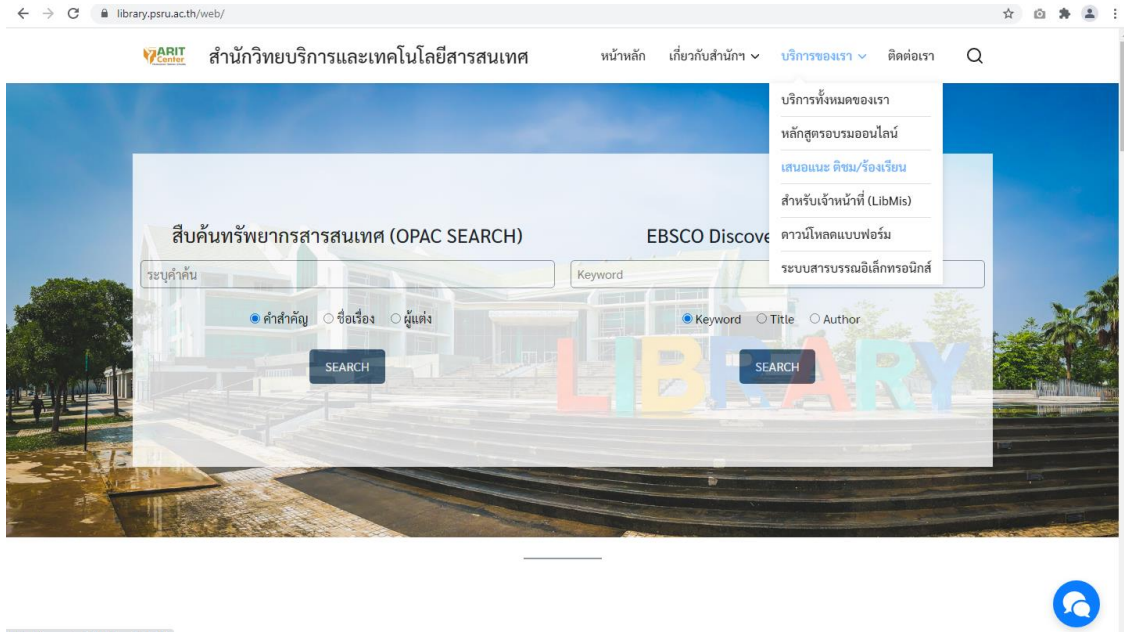 library.psru.ac.th/web/
ARIT
Center
สำนักวิทยบริการและเทคโนโลยีสารสนเทศ
หน้าหลัก
เกี่ยวกับสำนักฯ
บริการของเรา
ติดต่อเรา
บริการทั้งหมดของเรา
หลักสูตรอบรมออนไลน์
เสนอแนะ ติชม/ร้องเรียน
สำหรับเจ้าหน้าที่ (LibMis)
ดาวน์โหลดแบบฟอร์ม
ระบบสารบรรณอิเล็กทรอนิกส์
สืบค้นทรัพยากรสารสนเทศ (OPAC SEARCH)
ระบุคำค้น
คำสำคัญ ชื่อเรื่อง ผู้แต่ง
SEARCH
EBSCO Discove
Keyword
Keyword Title Author
SEARCH
LIBRARY